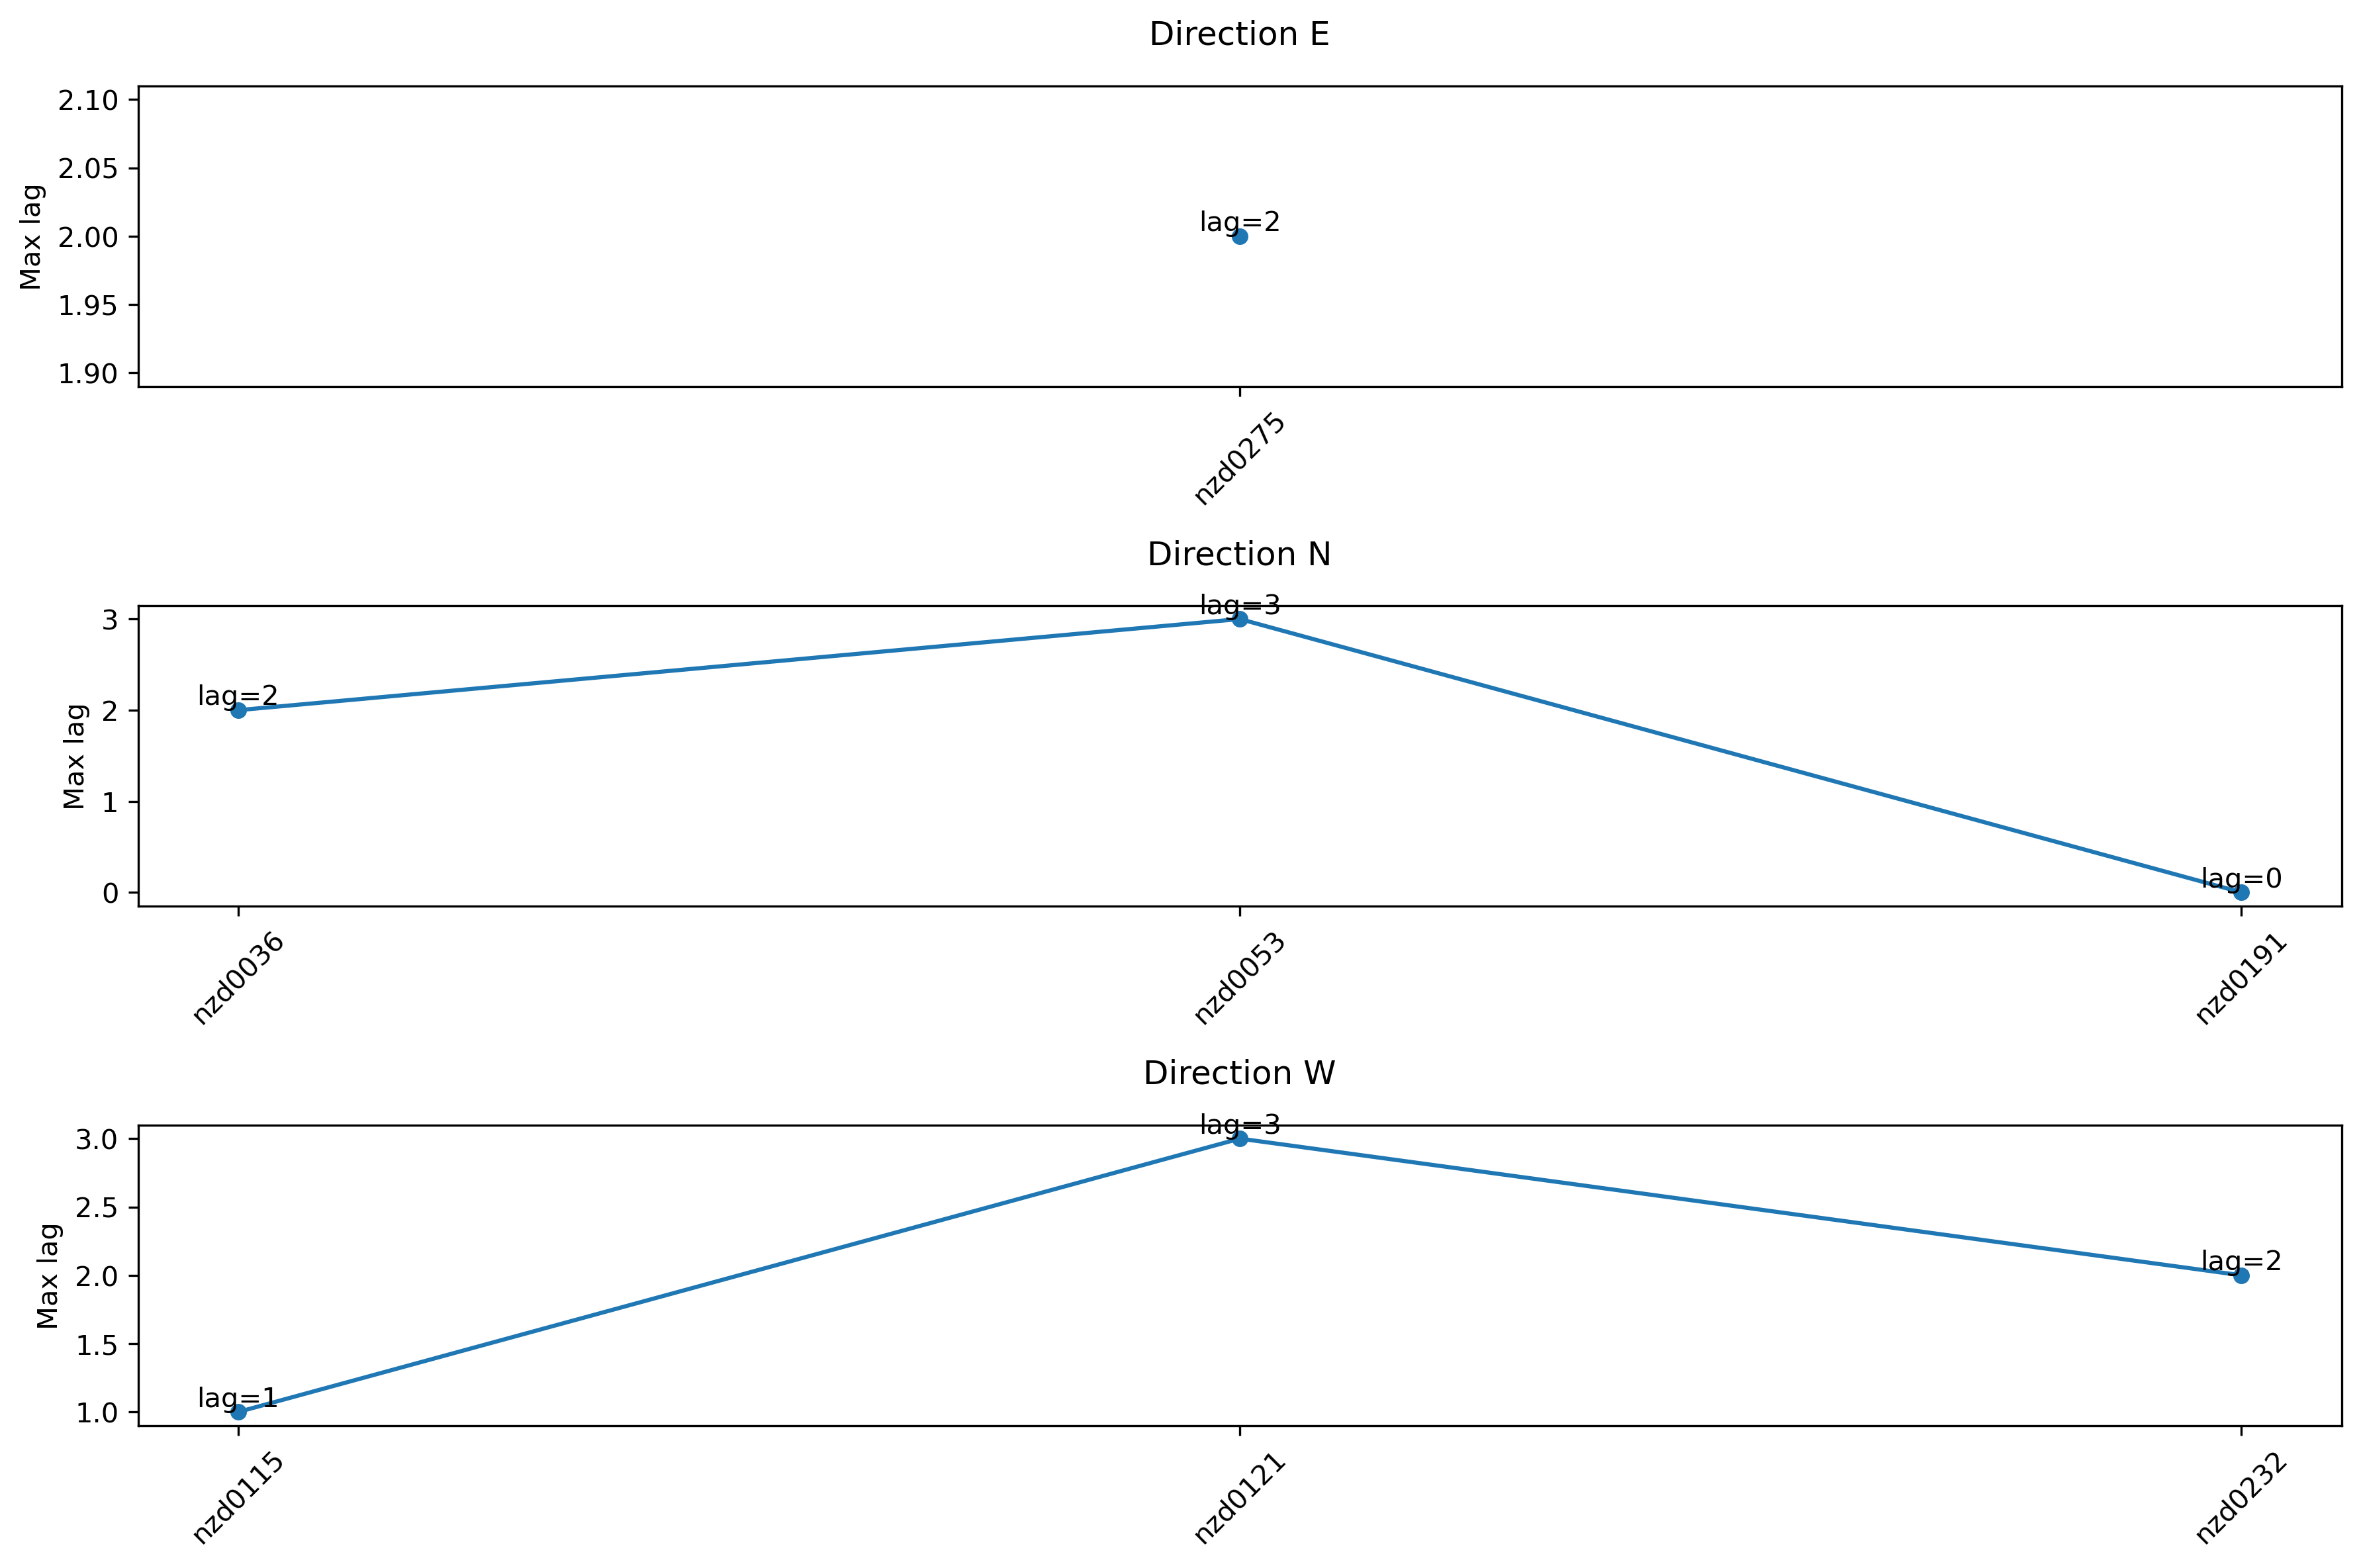 Direction E
Max lag
2.10
2.05
2.00
1.95
1.90
lag=2
nzd0275
Direction N
Max lag
3
2
1
0
lag=2
lag=3
lag=0
nzd0036
nzd0053
nzd0191
Direction W
Max lag
3.0
2.5
2.0
1.5
1.0
lag=1
lag=3
lag=2
nzd0115
nzd0121
nzd0232